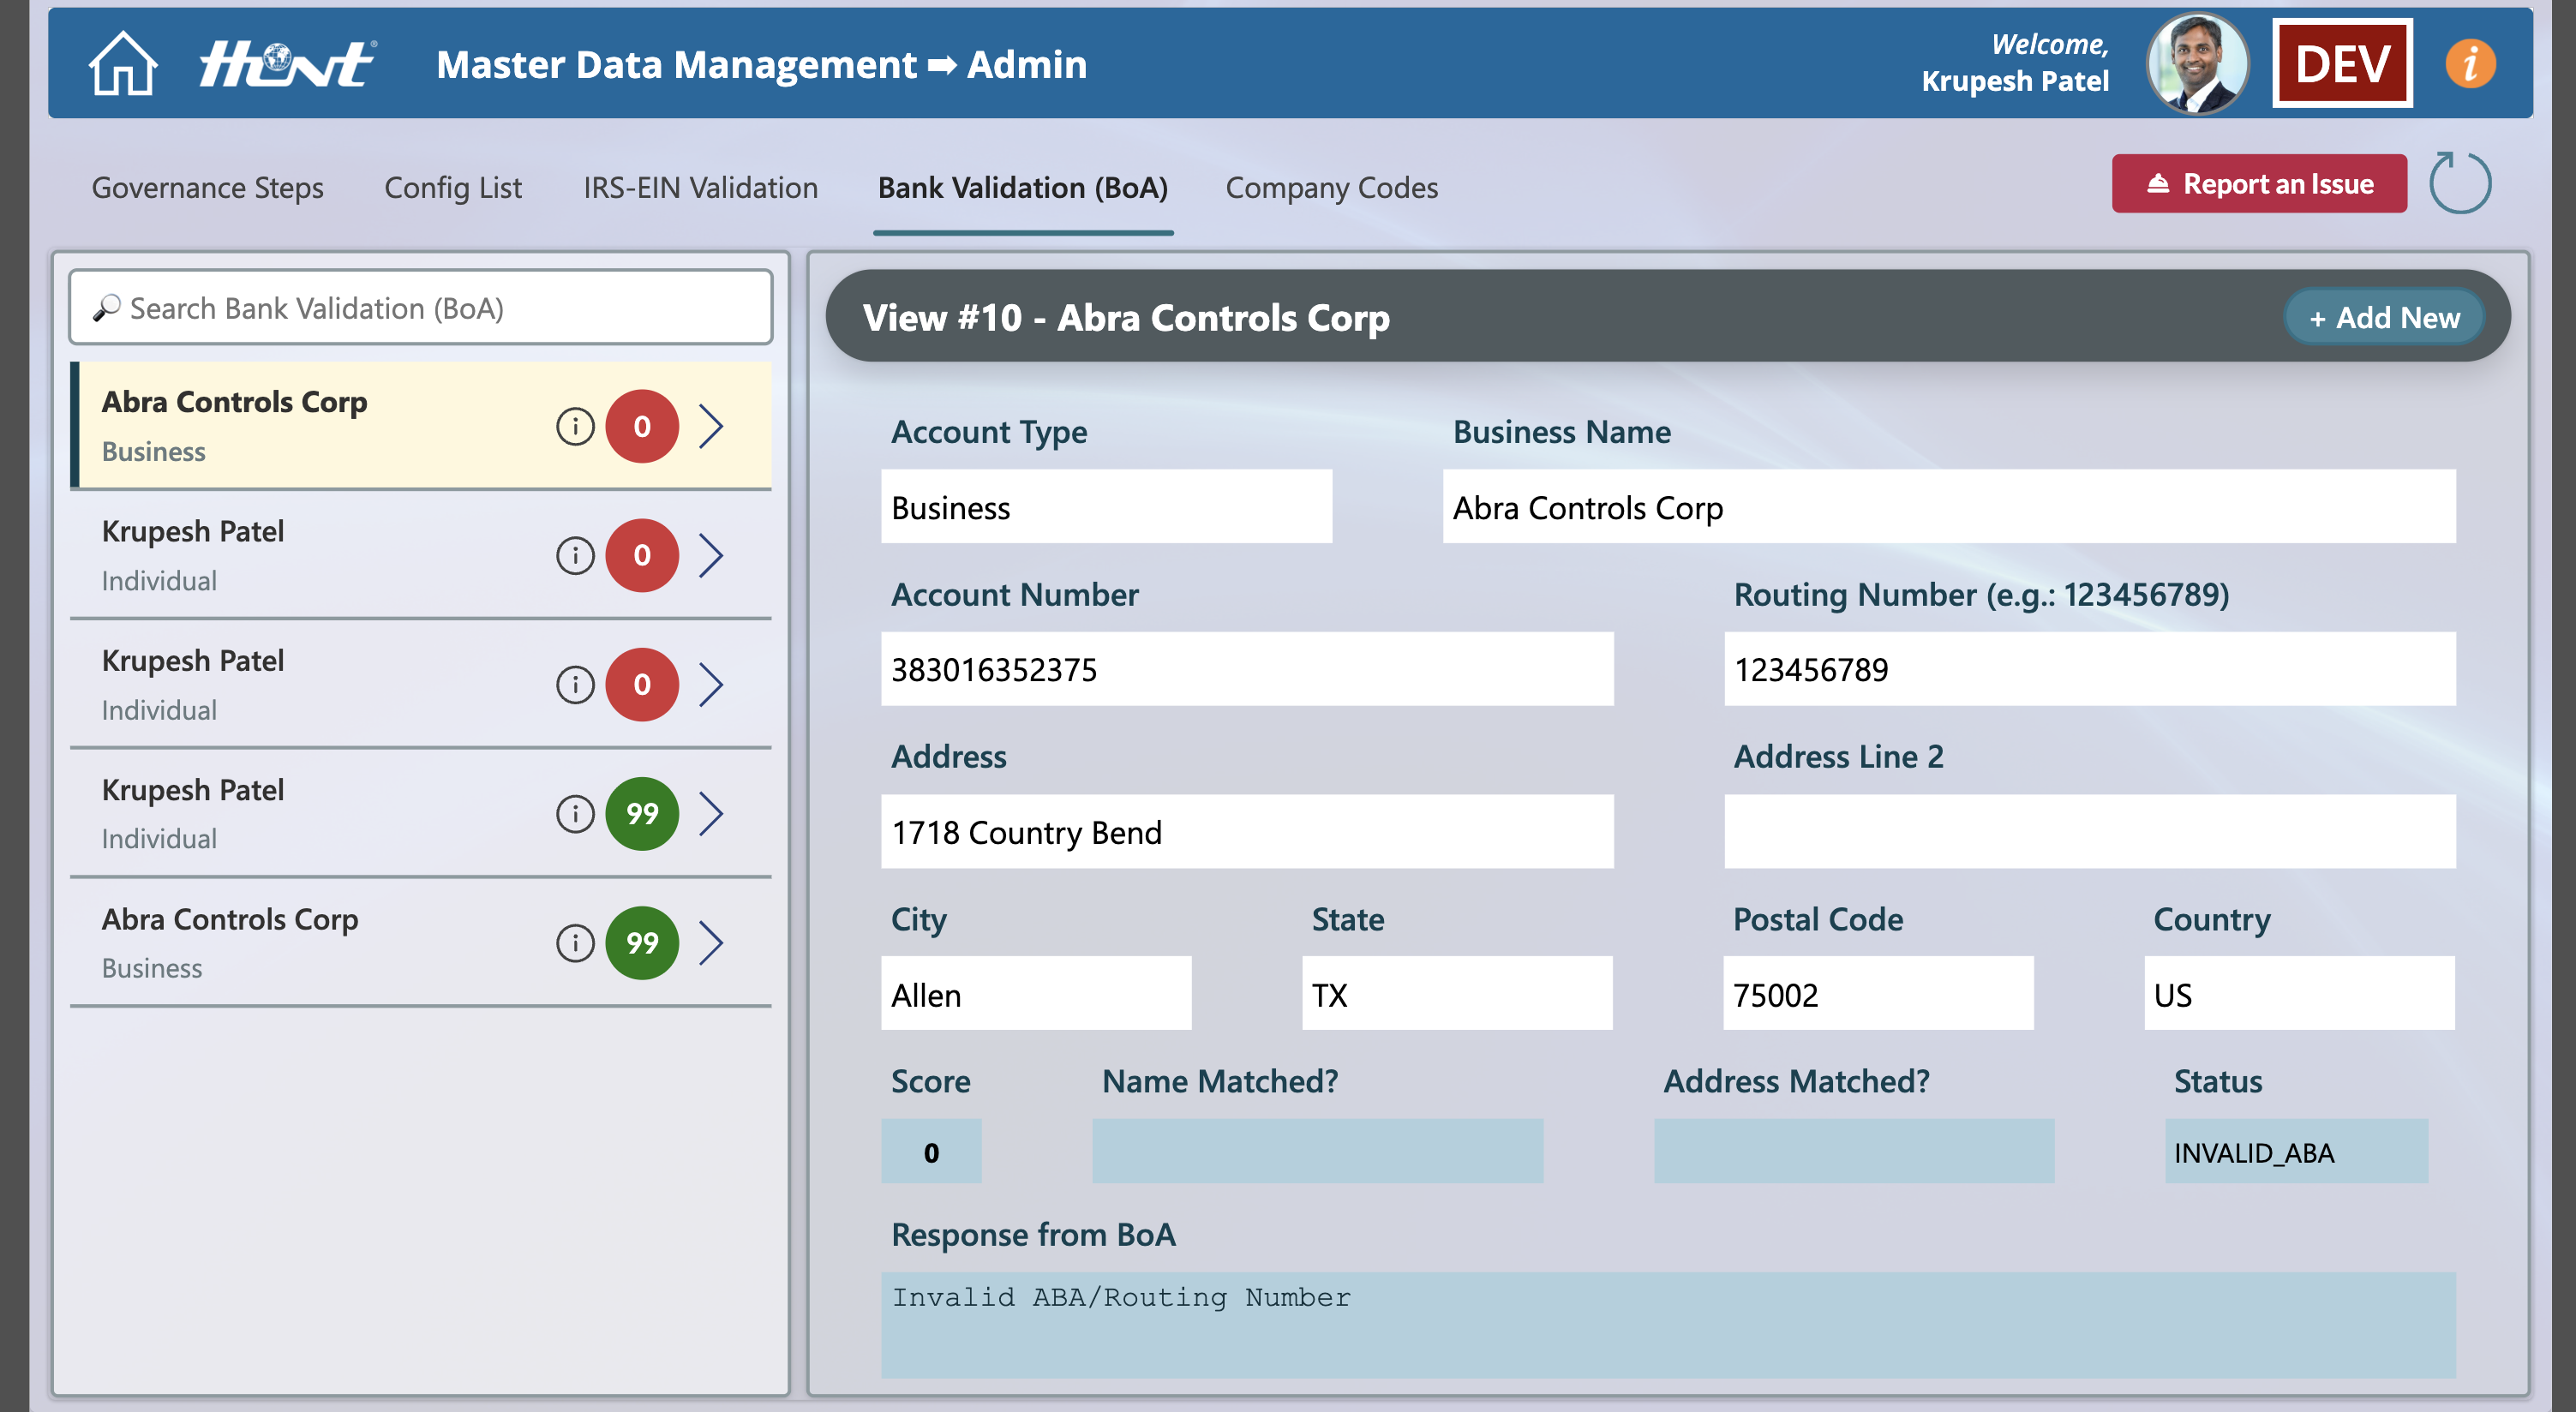 Hunt®
Master Data Management ➡ Admin
Welcome,
Krupesh Patel
DEV
i
Governance Steps
Config List
IRS-EIN Validation
Bank Validation (BoA)
Company Codes
Report an Issue
Search Bank Validation (BoA)
Abra Controls Corp
Business
0
Krupesh Patel
Individual
0
Krupesh Patel
Individual
0
Krupesh Patel
Individual
99
Abra Controls Corp
Business
99
View #10 - Abra Controls Corp
+ Add New
Account Type
Business Name
Business
Abra Controls Corp
Account Number
Routing Number (e.g.: 123456789)
383016352375
123456789
Address
Address Line 2
1718 Country Bend
City
State
Postal Code
Country
Allen
TX
75002
US
Score
Name Matched?
Address Matched?
Status
0
INVALID_ABA
Response from BoA
Invalid ABA/Routing Number